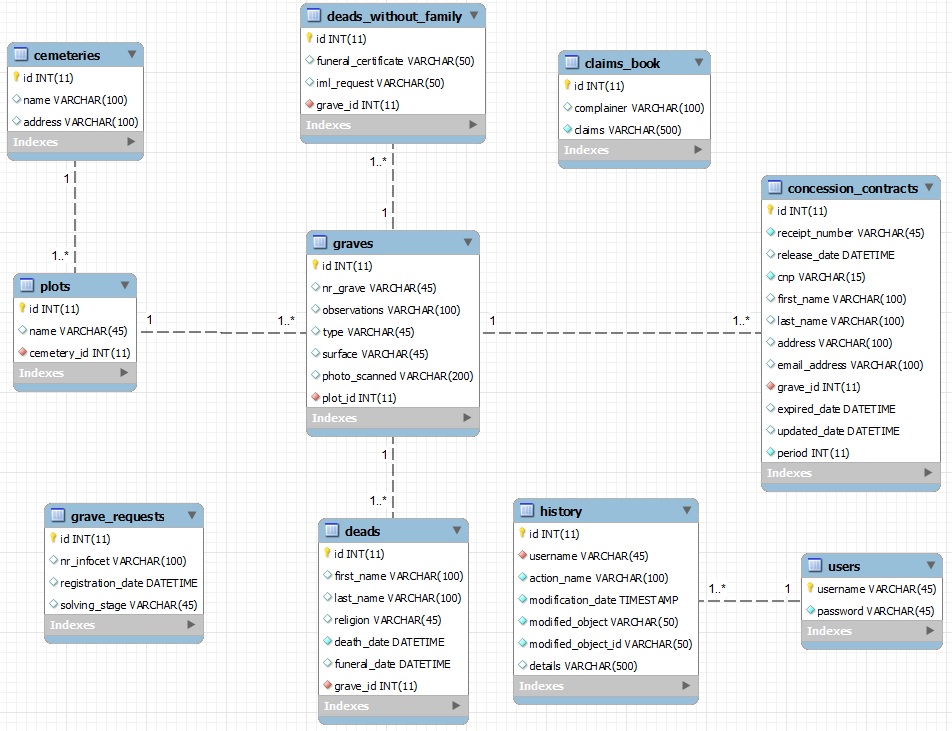 cemeteries
id INT(11)
name VARCHAR(100)
address VARCHAR(100)
Indexes
1
1..*
plots
id INT(11)
name VARCHAR(45)
cemetery_id INT(11)
Indexes
1
1..*
deads_without_family
id INT(11)
funeral_certificate VARCHAR(50)
iml_request VARCHAR(50)
grave_id INT(11)
Indexes
1..*
1
graves
id INT(11)
nr_grave VARCHAR(45)
observations VARCHAR(100)
type VARCHAR(45)
surface VARCHAR(45)
photo_scanned VARCHAR(200)
plot_id INT(11)
Indexes
1
1..*
1
1..*
claims_book
id INT(11)
complainer VARCHAR(100)
claims VARCHAR(500)
Indexes
concession_contracts
id INT(11)
receipt_number VARCHAR(45)
release_date DATETIME
cnp VARCHAR(15)
first_name VARCHAR(100)
last_name VARCHAR(100)
address VARCHAR(100)
email_address VARCHAR(100)
grave_id INT(11)
expired_date DATETIME
updated_date DATETIME
period INT(11)
Indexes
grave_requests
id INT(11)
nr_infocet VARCHAR(100)
registration_date DATETIME
solving_stage VARCHAR(45)
Indexes
deads
id INT(11)
first_name VARCHAR(100)
last_name VARCHAR(100)
religion VARCHAR(45)
death_date DATETIME
funeral_date DATETIME
grave_id INT(11)
Indexes
history
id INT(11)
username VARCHAR(45)
action_name VARCHAR(100)
modification_date TIMESTAMP
modified_object VARCHAR(50)
modified_object_id VARCHAR(50)
details VARCHAR(500)
Indexes
1..*
1
users
username VARCHAR(45)
password VARCHAR(45)
Indexes